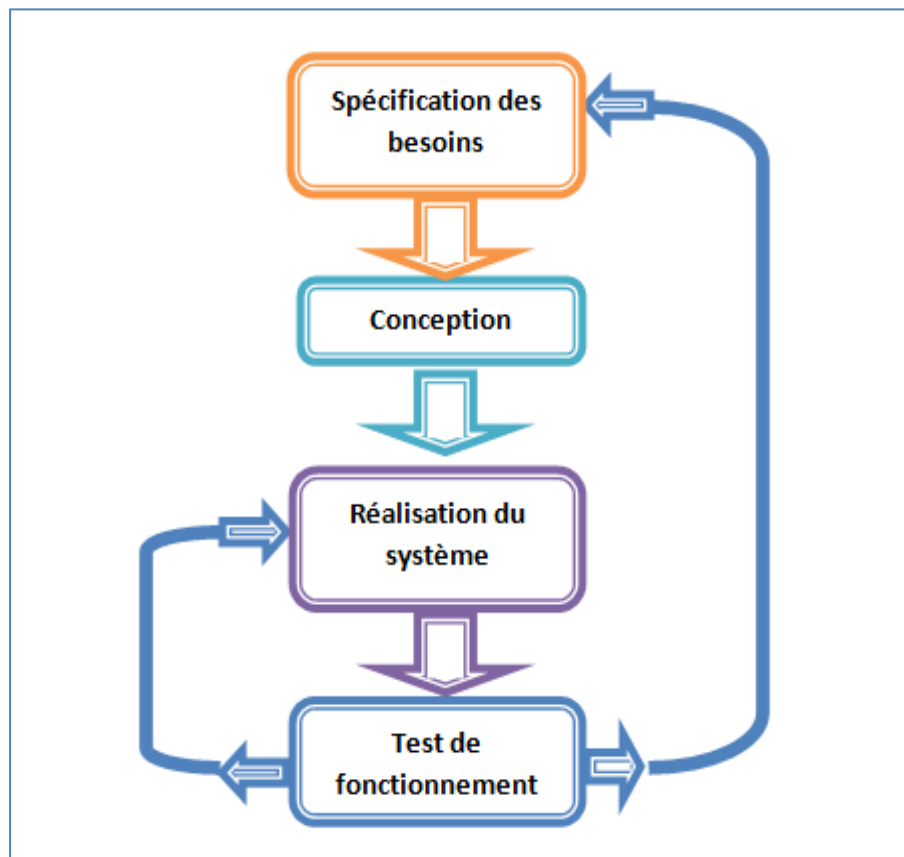 Spécification des
besoins
Conception
Réalisation du
système
Test de
fonctionnement